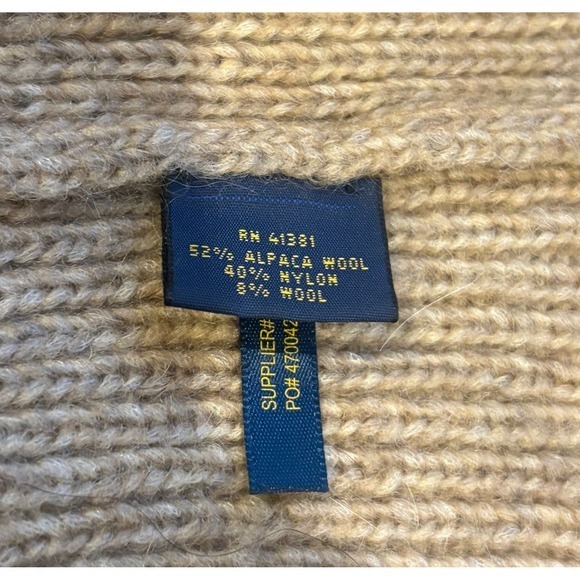 RN 41381
52% ALPACA WOOL
40% NYLON
8% WOOL
SUPPLIER#
PO# 470042